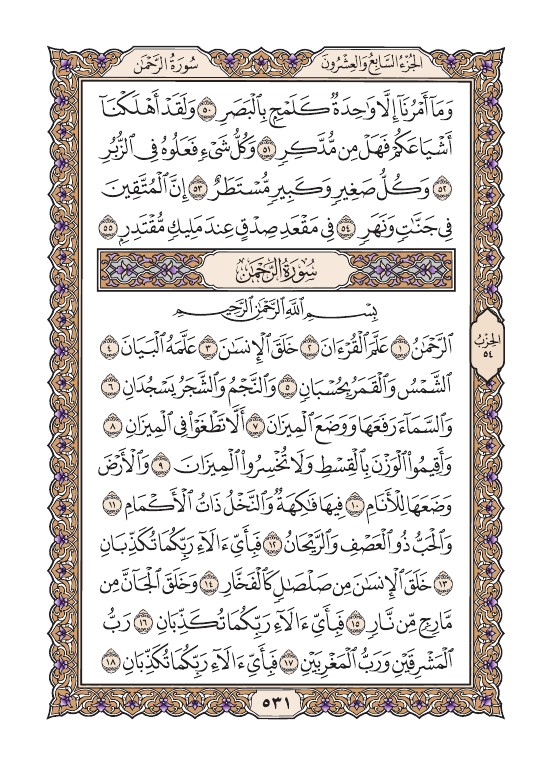 سُورَةُ الرَّحْمَٰن
الجُزْءُ السَّابِعُ وَالعِشْرُونَ
وَمَآ أَمْرُنَآ إِلَّا وَٰحِدَةٌ كَلَمْحٍۭ بِٱلْبَصَرِ ٥٠ وَلَقَدْ أَهْلَكْنَآ
أَشْيَاعَكُمْ فَهَلْ مِن مُّدَّكِرٍ ٥١ وَكُلُّ شَىْءٍ فَعَلُوهُ فِى ٱلزُّبُرِ
٥٢ وَكُلُّ صَغِيرٍ وَكَبِيرٍ مُّسْتَطَرٌ ٥٣ إِنَّ ٱلْمُتَّقِينَ
فِى جَنَّٰتٍ وَنَهَرٍ ٥٤ فِى مَقْعَدِ صِدْقٍ عِندَ مَلِيكٍ مُّقْتَدِرٍۭ ٥٥
سُورَةُ الرَّحْمَٰن
بِسْمِ ٱللَّهِ ٱلرَّحْمَٰنِ ٱلرَّحِيمِ
ٱلرَّحْمَٰنُ ١ عَلَّمَ ٱلْقُرْءَانَ ٢ خَلَقَ ٱلْإِنسَٰنَ ٣ عَلَّمَهُ ٱلْبَيَانَ ٤
ٱلشَّمْسُ وَٱلْقَمَرُ بِحُسْبَانٍ ٥ وَٱلنَّجْمُ وَٱلشَّجَرُ يَسْجُدَانِ ٦
وَٱلسَّمَآءَ رَفَعَهَا وَوَضَعَ ٱلْمِيزَانَ ٧ أَلَّا تَطْغَوْا۟ فِى ٱلْمِيزَانِ ٨
وَأَقِيمُوا۟ ٱلْوَزْنَ بِٱلْقِسْطِ وَلَا تُخْسِرُوا۟ ٱلْمِيزَانَ ٩ وَٱلْأَرْضَ
وَضَعَهَا لِلْأَنَامِ ١٠ فِيهَا فَٰكِهَةٌ وَٱلنَّخْلُ ذَاتُ ٱلْأَكْمَامِ ١١
وَٱلْحَبُّ ذُو ٱلْعَصْفِ وَٱلرَّيْحَانُ ١٢ فَبِأَىِّ ءَالَآءِ رَبِّكُمَا تُكَذِّبَانِ
١٣ خَلَقَ ٱلْإِنسَٰنَ مِن صَلْصَٰلٍ كَٱلْفَخَّارِ ١٤ وَخَلَقَ ٱلْجَآنَّ مِن
مَّارِجٍ مِّن نَّارٍ ١٥ فَبِأَىِّ ءَالَآءِ رَبِّكُمَا تُكَذِّبَانِ ١٦ رَبُّ
ٱلْمَشْرِقَيْنِ وَرَبُّ ٱلْمَغْرِبَيْنِ ١٧ فَبِأَىِّ ءَالَآءِ رَبِّكُمَا تُكَذِّبَانِ ١٨
الحِزْبُ
٥٤
٥٣١